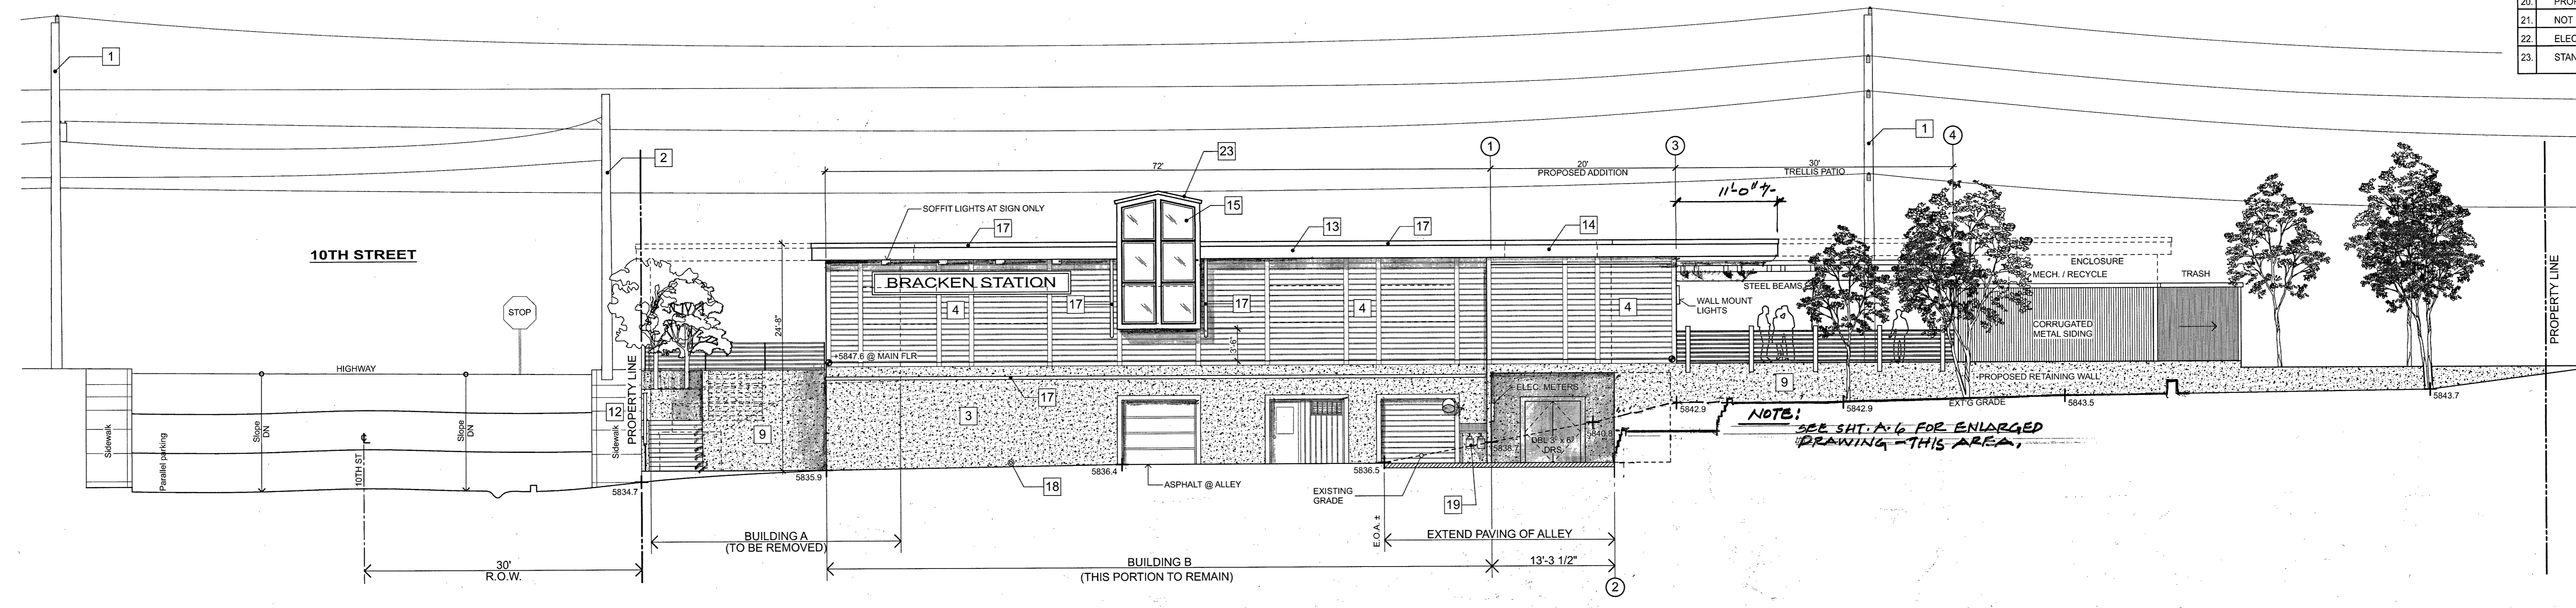 20. PROP
21. NOT
22. ELEC
23. STAN
1
2
23
1
3
1
4
72'
20'
PROPOSED ADDITION
30'
TRELLIS PATIO
11'-0" +/-
SOFFIT LIGHTS AT SIGN ONLY
15
17
13
17
14
10TH STREET
ENCLOSURE
MECH. / RECYCLE
TRASH
BRACKEN STATION
STEEL BEAMS
17
17
4
4
4
WALL MOUNT
LIGHTS
STOP
24'-8"
CORRUGATED
METAL SIDING
PROPERTY LINE
3'-6"
+5847.6 @ MAIN FLR
HIGHWAY
PROPERTY LINE
9
PROPOSED RETAINING WALL
ELEC. METERS
17
EXT'G GRADE
5842.9
5842.9
5843.5
5843.7
12
3
9
NOTE:
SEE SHT. A.6 FOR ENLARGED
DRAWING - THIS AREA.
Sidewalk
Parallel parking
Slope
DN
10TH ST
Slope
DN
Sidewalk
5840.8
5838.7
DBL 3° x 6⁸
DRS.
5834.7
5835.9
5836.4
5836.5
18
ASPHALT @ ALLEY
EXISTING
GRADE
19
E.O.A. ±
BUILDING A
(TO BE REMOVED)
EXTEND PAVING OF ALLEY
30'
R.O.W.
BUILDING B
(THIS PORTION TO REMAIN)
13'-3 1/2"
2